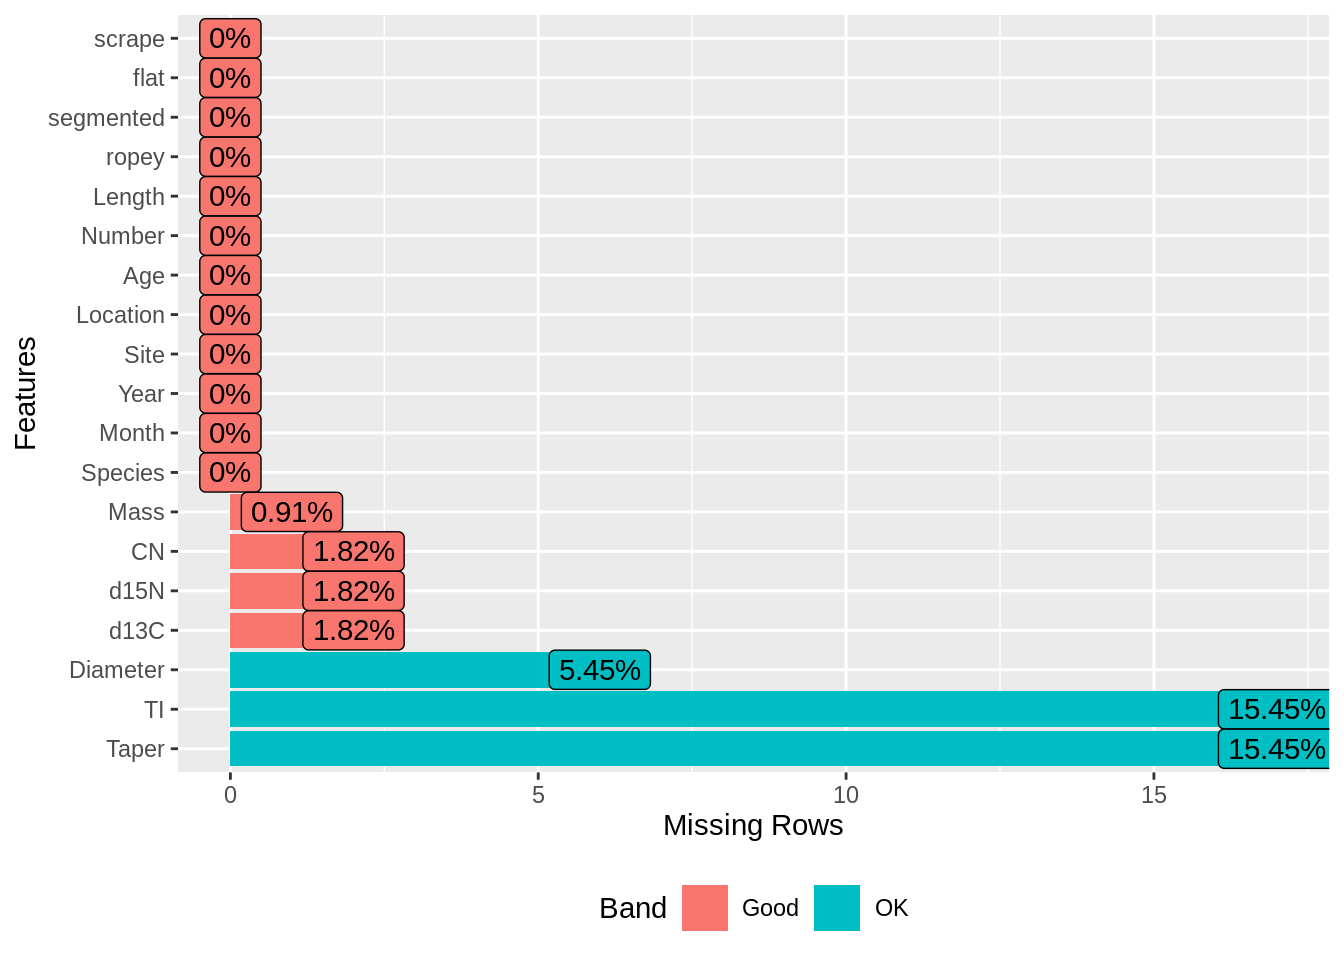 scrape 0%
flat 0%
segmented 0%
ropey 0%
Length 0%
Number 0%
Age 0%
Location 0%
Site 0%
Year 0%
Month 0%
Species 0%
Mass 0.91%
CN 1.82%
d15N 1.82%
d13C 1.82%
Diameter 5.45%
TI 15.45%
Taper 15.45%
Features
0 5 10 15
Missing Rows
Band Good OK